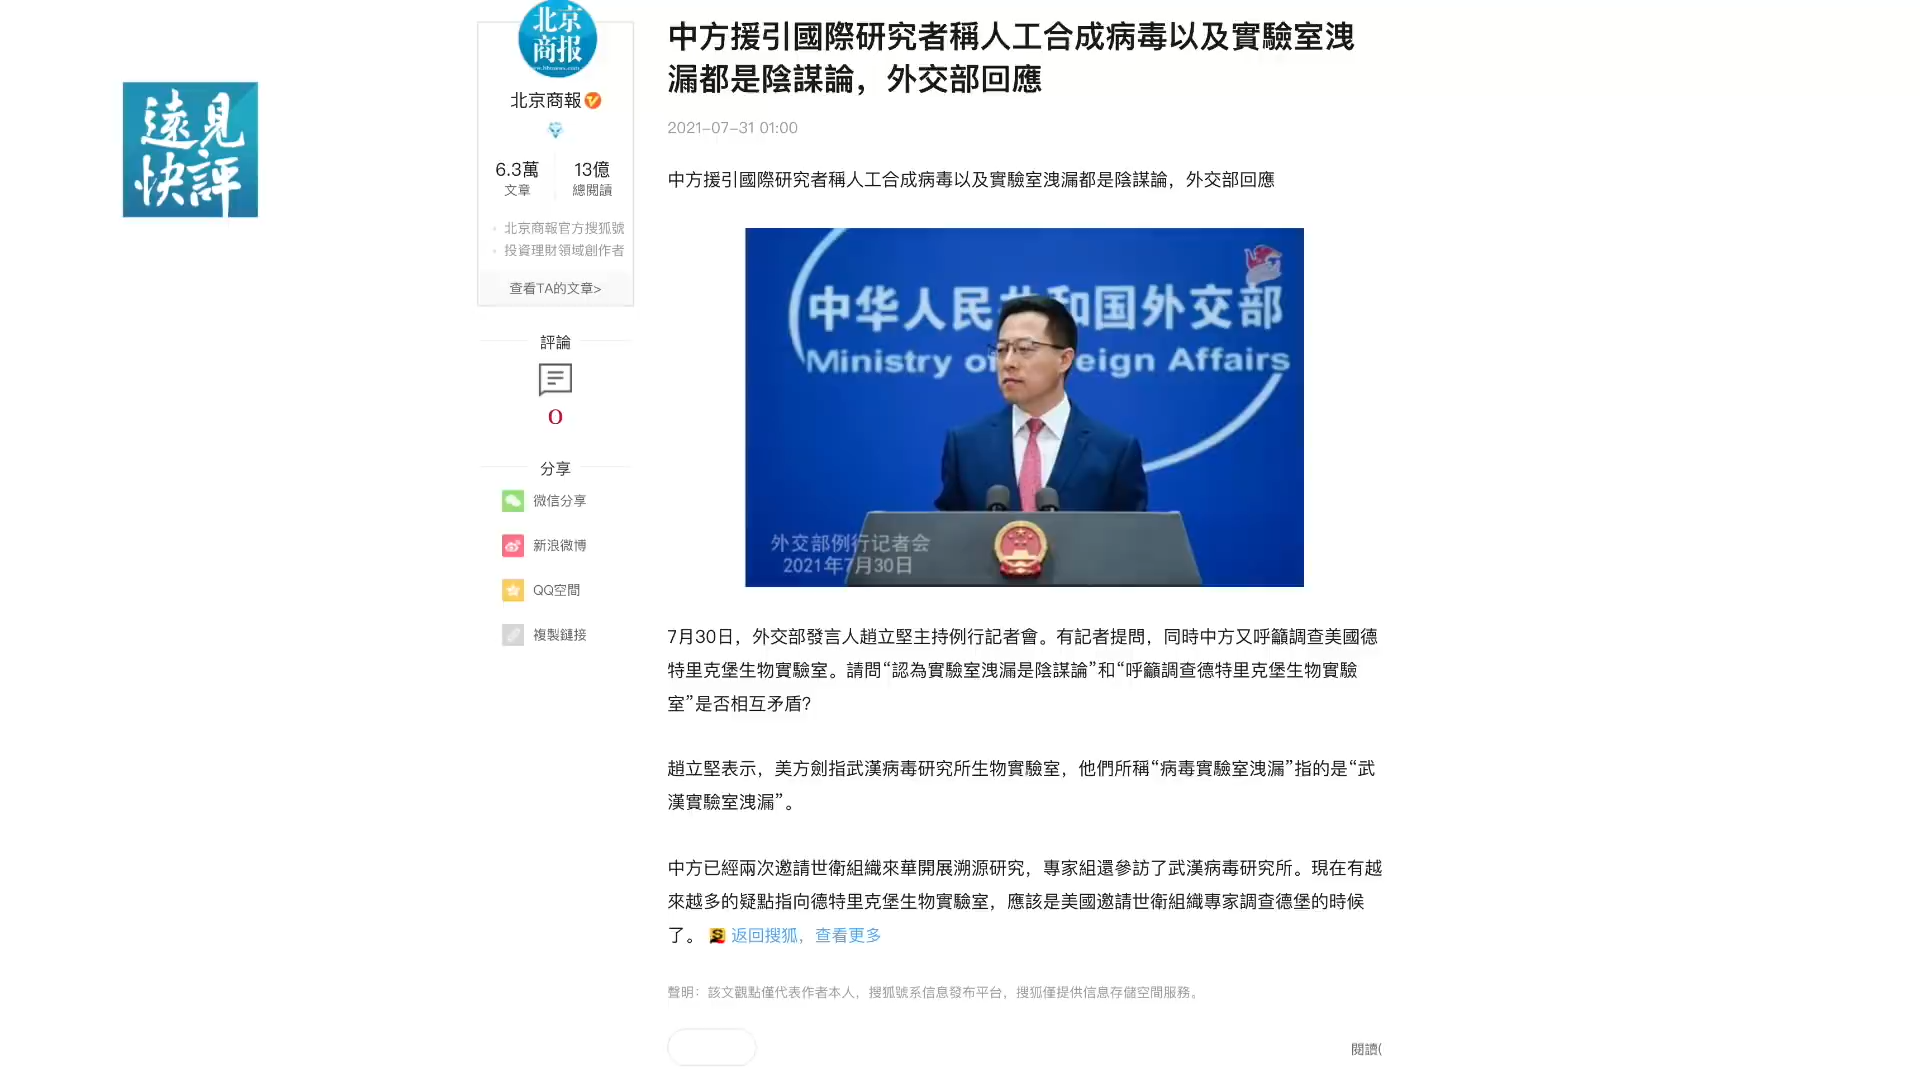 遠見
快評
北京
商报
北京商報
6.3萬
文章
13億
總閱讀
北京商報官方搜狐號
投資理財領域創作者
查看TA的文章>
評論
0
分享
微信分享
新浪微博
QQ空間
複製鏈接
中方援引國際研究者稱人工合成病毒以及實驗室洩
漏都是陰謀論，外交部回應
2021-07-31 01:00
中方援引國際研究者稱人工合成病毒以及實驗室洩漏都是陰謀論，外交部回應
中华人民共和国外交部
Ministry of Foreign Affairs
外交部例行记者会
2021年7月30日
7月30日，外交部發言人趙立堅主持例行記者會。有記者提問，同時中方又呼籲調查美國德
特里克堡生物實驗室。請問“認為實驗室洩漏是陰謀論”和“呼籲調查德特里克堡生物實驗
室”是否相互矛盾？
趙立堅表示，美方劍指武漢病毒研究所生物實驗室，他們所稱“病毒實驗室洩漏”指的是“武
漢實驗室洩漏”。
中方已經兩次邀請世衛組織來華開展溯源研究，專家組還參訪了武漢病毒研究所。現在有越
來越多的疑點指向德特里克堡生物實驗室，應該是美國邀請世衛組織專家調查德堡的時候
了。 返回搜狐，查看更多
聲明：該文觀點僅代表作者本人，搜狐號系信息發布平台，搜狐僅提供信息存儲空間服務。
閱讀(